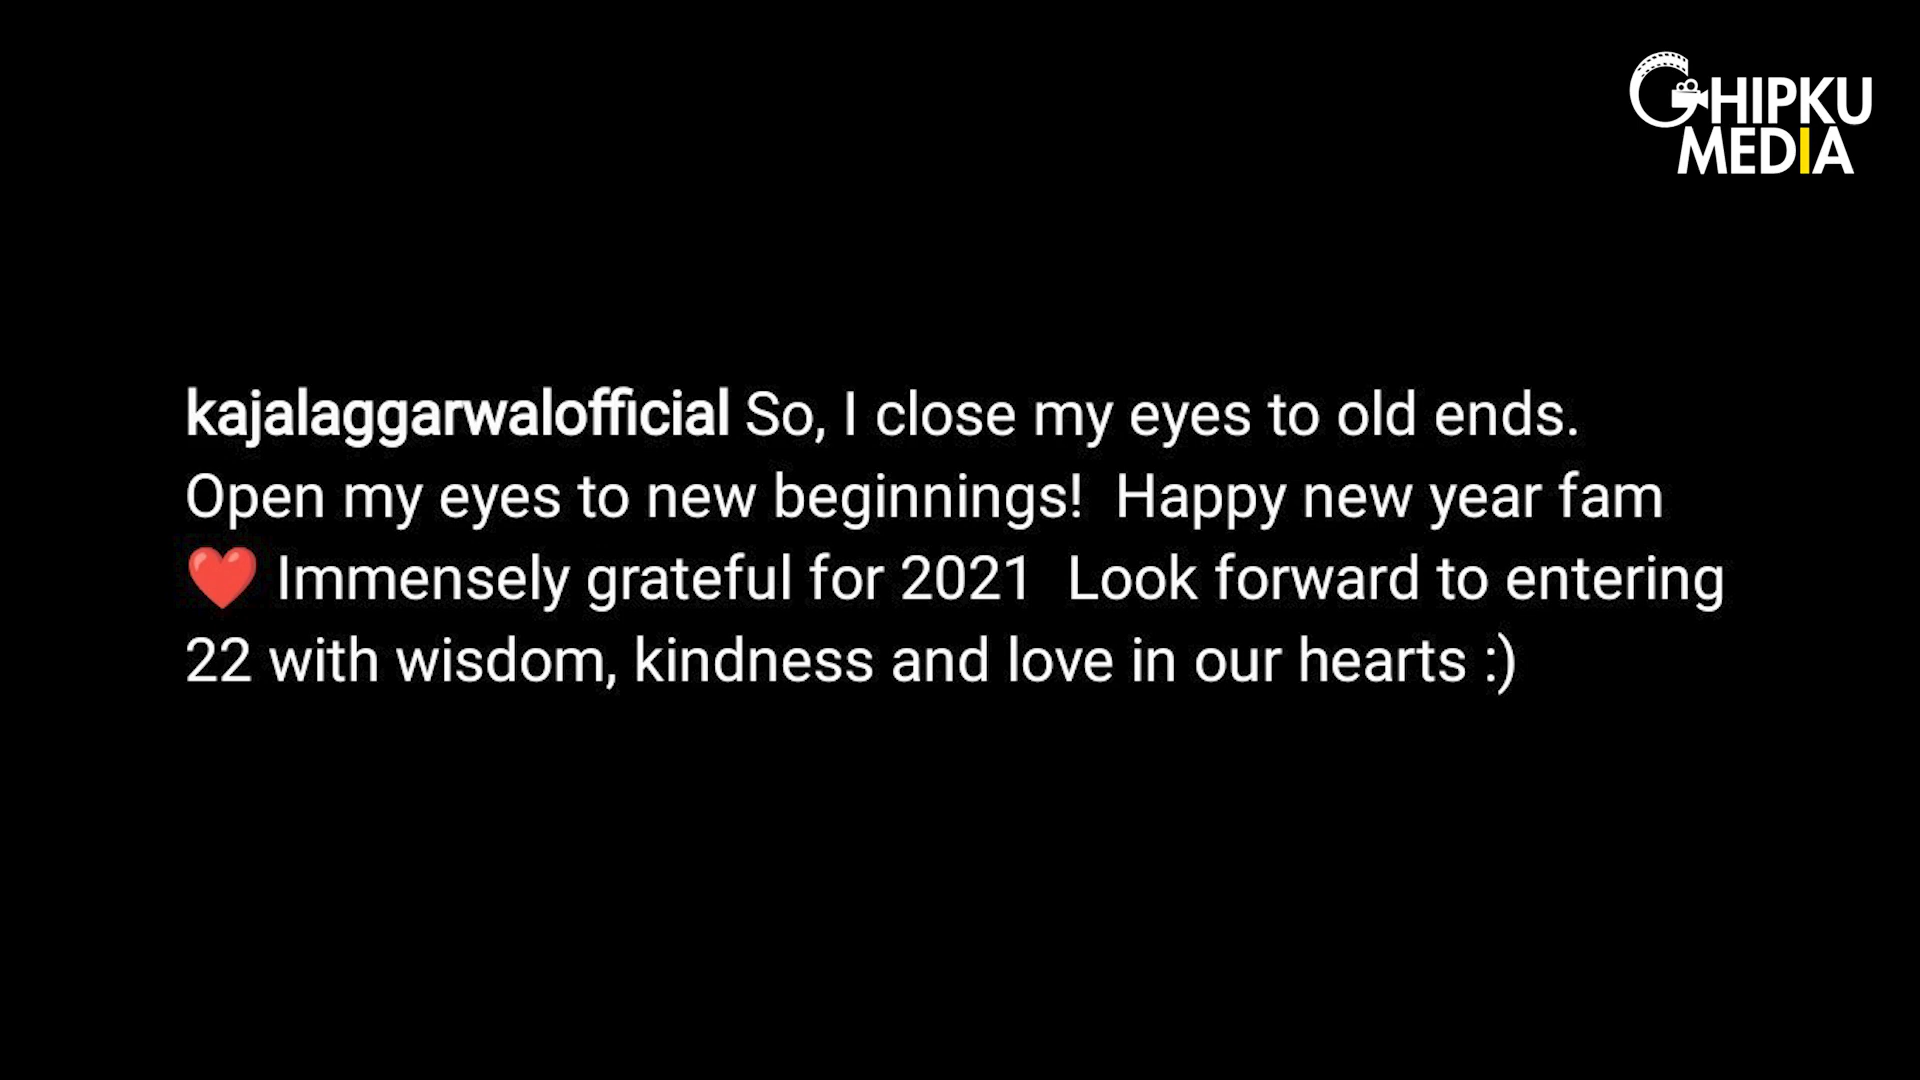 GHIPKU
MEDIA
kajalaggarwalofficial So, I close my eyes to old ends.
Open my eyes to new beginnings!  Happy new year fam
❤️ Immensely grateful for 2021  Look forward to entering
22 with wisdom, kindness and love in our hearts :)